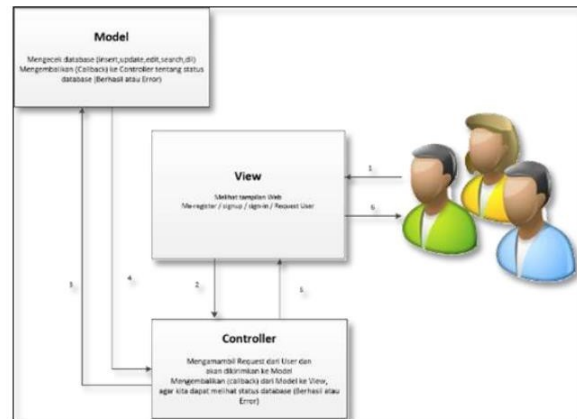 Model
Mengecek database (insert,update,edit,search,dll)
Mengembalikan (Callback) ke Controller tentang status
database (Berhasil atau Error)
View
Melihat tampilan Web
Me-register / signup / sign-in / Request User
1.
6.
3.
4.
2.
5.
Controller
Mengamambil Request dari User dan
akan dikirimkan ke Model
Mengembalikan (callback) dari Model ke View,
agar kita dapat melihat status database (Berhasil atau
Error)